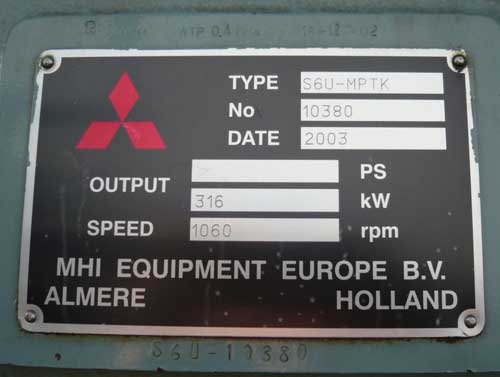 TYPE S6U-MPTK
No 10380
DATE 2003
OUTPUT PS
316 kW
SPEED 1060 rpm
MHI EQUIPMENT EUROPE B.V.
ALMERE HOLLAND
S6U-10380